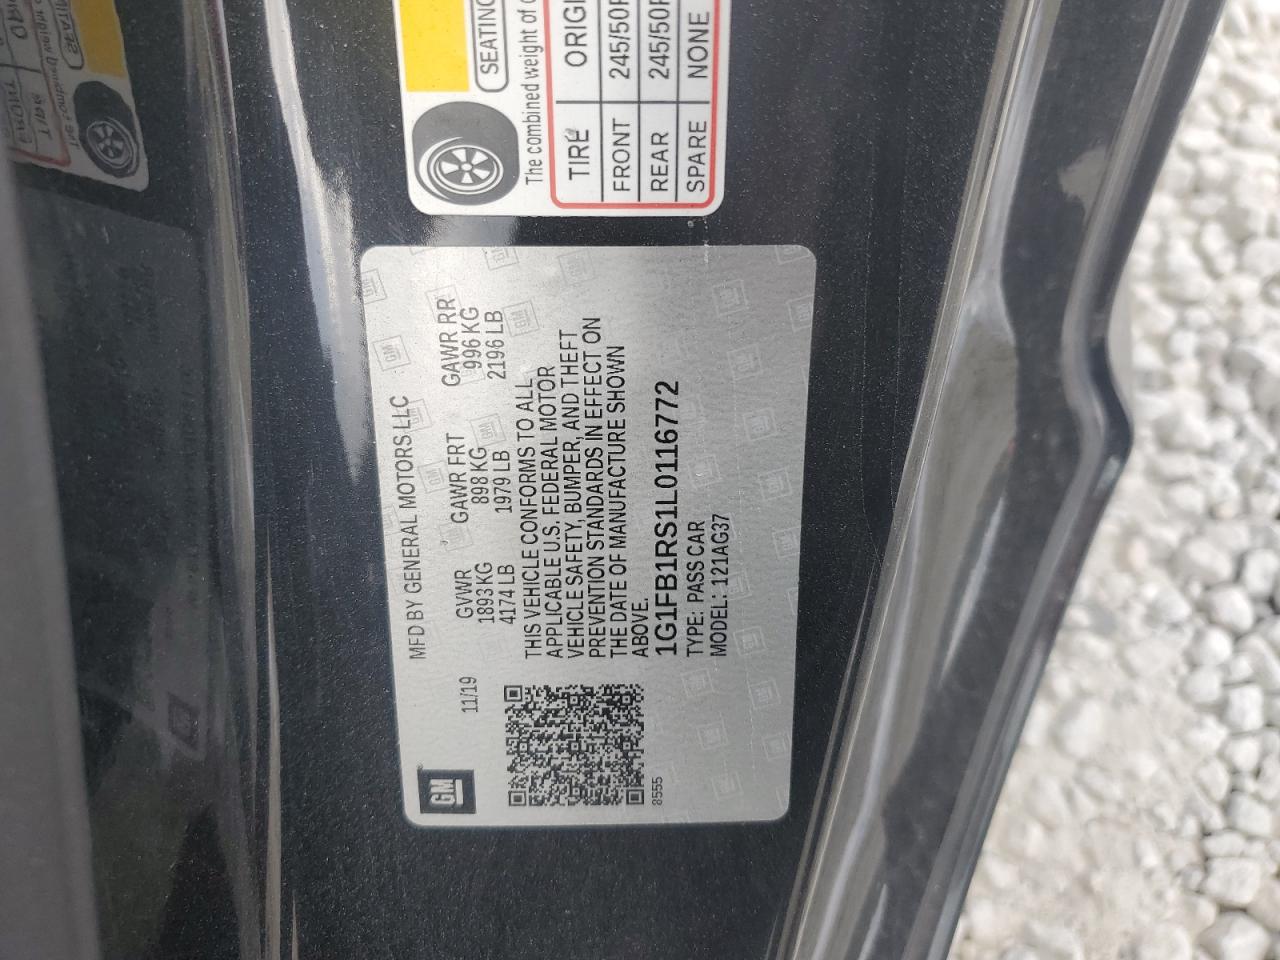 SEATING
The combined weight of
TIRE ORIGI
FRONT 245/50
REAR 245/50
SPARE NONE
GM
MFD BY GENERAL MOTORS LLC
11/19 GVWR GAWR FRT GAWR RR
1893 KG 898 KG 996 KG
4174 LB 1979 LB 2196 LB
THIS VEHICLE CONFORMS TO ALL
APPLICABLE U.S. FEDERAL MOTOR
VEHICLE SAFETY, BUMPER, AND THEFT
PREVENTION STANDARDS IN EFFECT ON
THE DATE OF MANUFACTURE SHOWN
ABOVE.
1G1FB1RS1L0116772
TYPE: PASS CAR
MODEL: 121AG37
8555